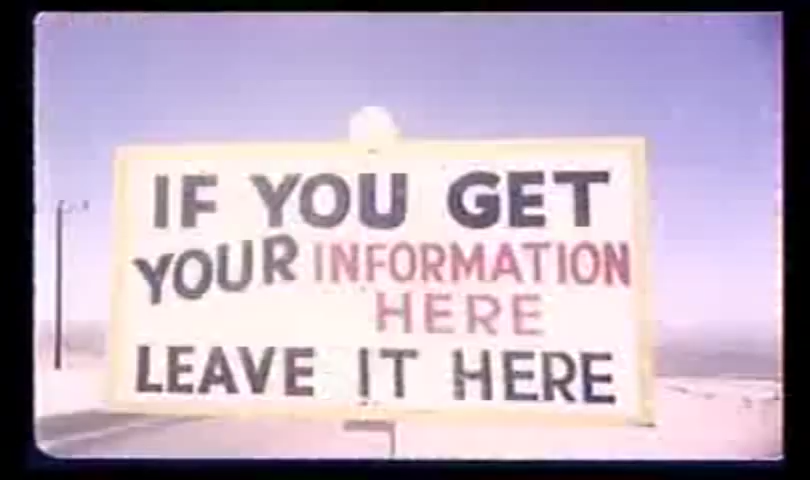 IF YOU GET
YOUR INFORMATION
HERE
LEAVE IT HERE